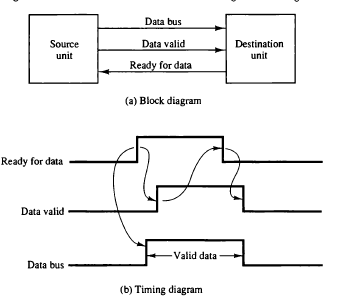 Data bus
Source
unit
Data valid
Destination
unit
Ready for data
(a) Block diagram
Ready for data
Data valid
Valid data
Data bus
(b) Timing diagram